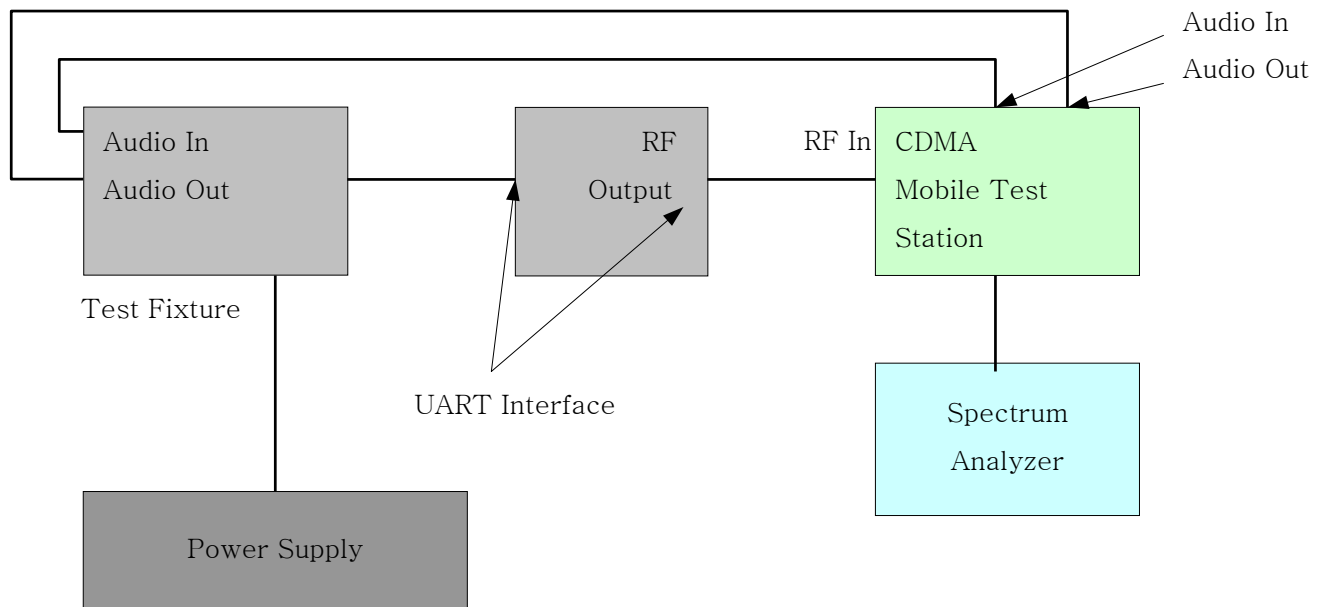 Audio In
Audio Out
Audio In
Audio Out
RF
Output
RF In
CDMA
Mobile Test
Station
Test Fixture
UART Interface
Spectrum
Analyzer
Power Supply